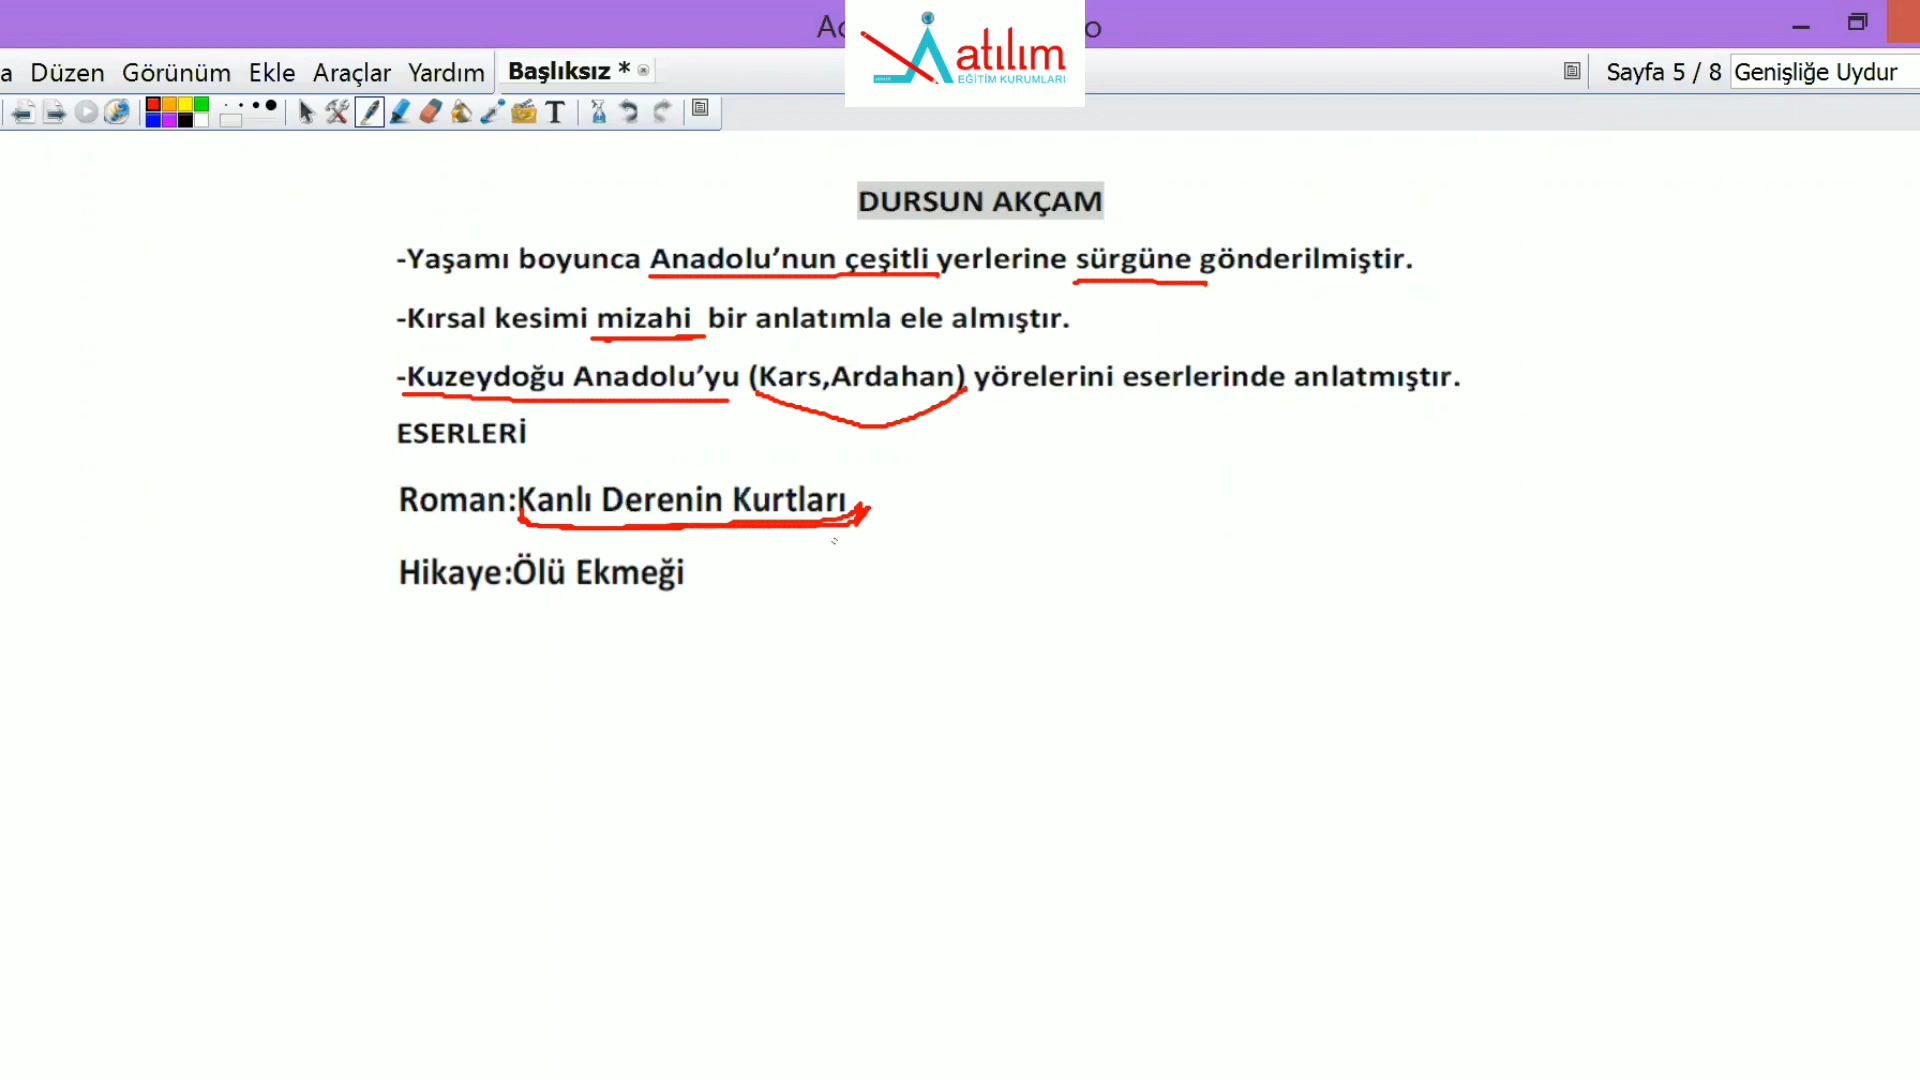 Ac
o
atılım
EĞİTİM KURUMLARI
a Düzen Görünüm Ekle Araçlar Yardım
Başlıksız *
Sayfa 5 / 8
Genişliğe Uydur
T
DURSUN AKÇAM
-Yaşamı boyunca Anadolu’nun çeşitli yerlerine sürgüne gönderilmiştir.
-Kırsal kesimi mizahi bir anlatımla ele almıştır.
-Kuzeydoğu Anadolu’yu (Kars,Ardahan) yörelerini eserlerinde anlatmıştır.
ESERLERİ
Roman:Kanlı Derenin Kurtları
Hikaye:Ölü Ekmeği